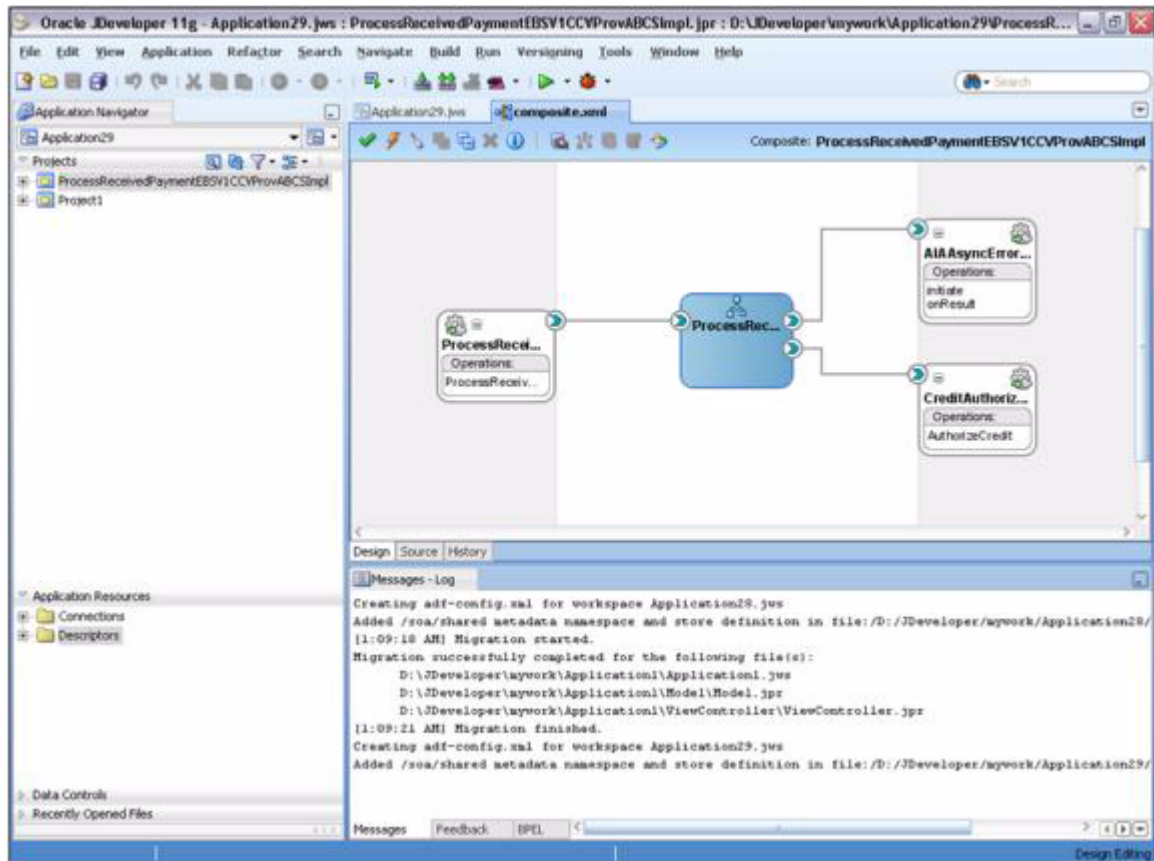 Oracle JDeveloper 11g - Application29.jws : ProcessReceivedPaymentEBSV1CCVProvABCSImpl.jpr : D:\JDeveloper\mywork\Application29\ProcessR...
File Edit View Application Refactor Search Navigate Build Run Versioning Tools Window Help
Search
Application Navigator
Application29.jws composite.xml
Application29
Composite: ProcessReceivedPaymentEBSV1CCVProvABCSImpl
Projects
ProcessReceivedPaymentEBSV1CCVProvABCSImpl
Project1
AIAAsyncError...
Operations:
initiate
onResult
ProcessRecei...
Operations:
ProcessReceiv...
ProcessRec...
CreditAuthoriz...
Operations:
AuthorizeCredit
Design Source History
Application Resources
Connections
Descriptors
Data Controls
Recently Opened Files
Messages - Log
Creating adf-config.xml for workspace Application28.jws
Added /soa/shared metadata namespace and store definition in file:/D:/JDeveloper/mywork/Application28/
[1:09:18 AM] Migration started.
Migration successfully completed for the following file(s):
D:\JDeveloper\mywork\Application1\Application1.jws
D:\JDeveloper\mywork\Application1\Model\Model.jpr
D:\JDeveloper\mywork\Application1\ViewController\ViewController.jpr
[1:09:21 AM] Migration finished.
Creating adf-config.xml for workspace Application29.jws
Added /soa/shared metadata namespace and store definition in file:/D:/JDeveloper/mywork/Application29/
Messages Feedback BPEL
Design Editing